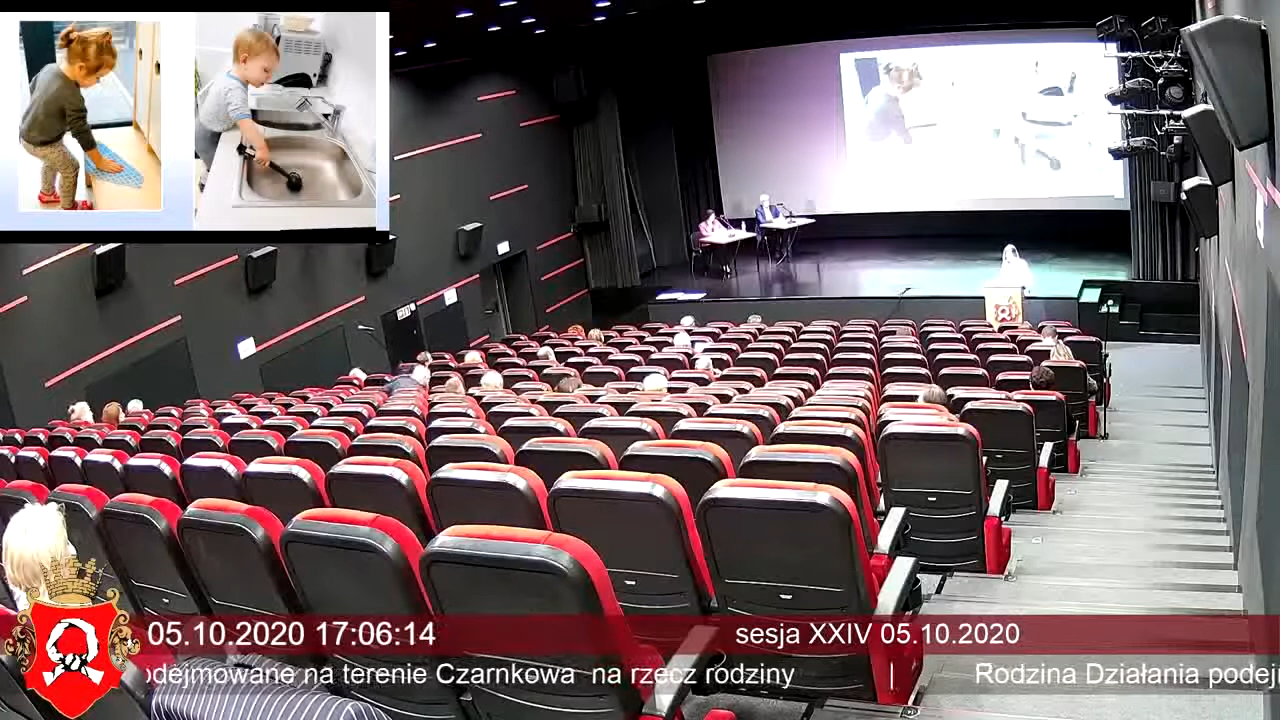 05.10.2020 17:06:14 sesja XXIV 05.10.2020
odejmowane na terenie Czarnkowa na rzecz rodziny | Rodzina Działania podej